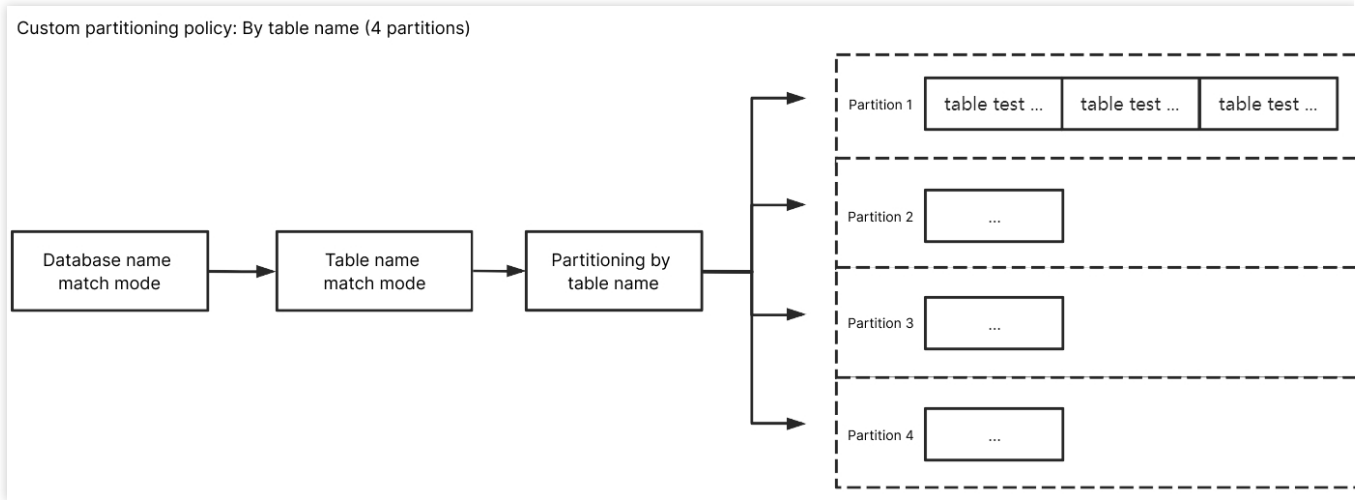 Custom partitioning policy: By table name (4 partitions)
Database name
match mode
Table name
match mode
Partitioning by
table name
Partition 1
table test ...
table test ...
table test ...
Partition 2
...
Partition 3
...
Partition 4
...